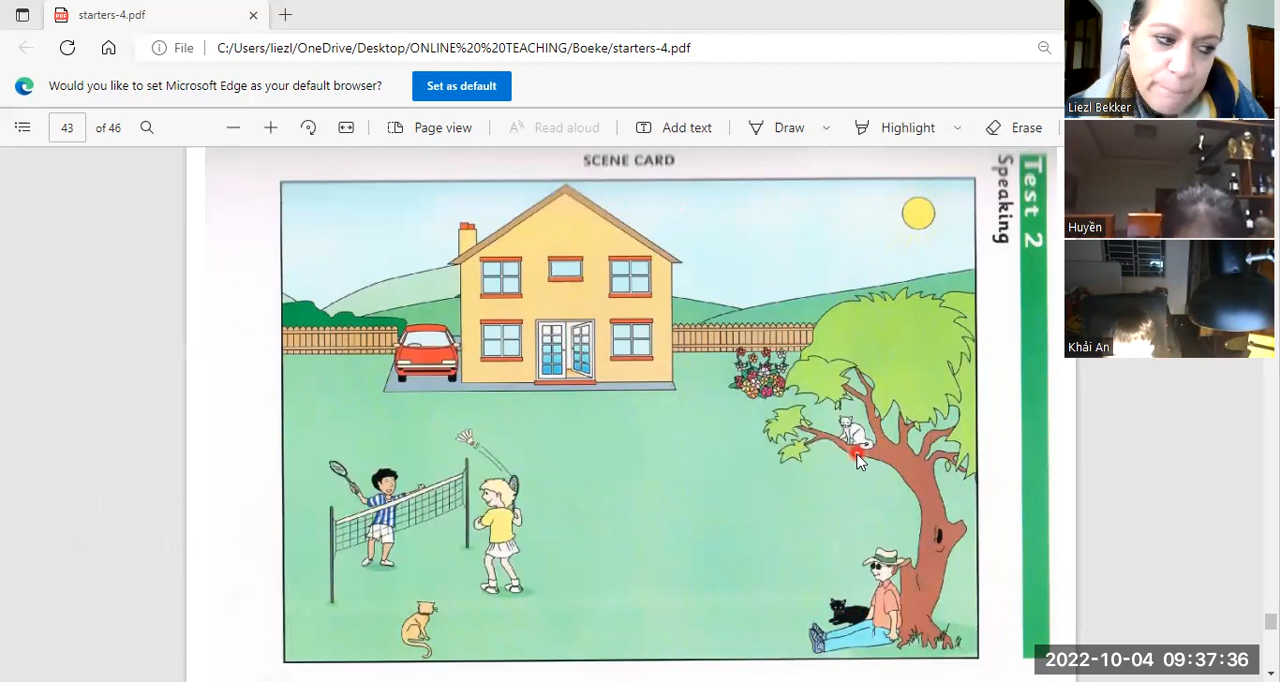 starters-4.pdf
File
C:/Users/liezl/OneDrive/Desktop/ONLINE%20%20TEACHING/Boeke/starters-4.pdf
Would you like to set Microsoft Edge as your default browser?
Set as default
43 of 46
Page view
Read aloud
Add text
Draw
Highlight
Erase
SCENE CARD
Test 2
Speaking
Liezl Bekker
Huyền
Khải An
2022-10-04 09:37:36